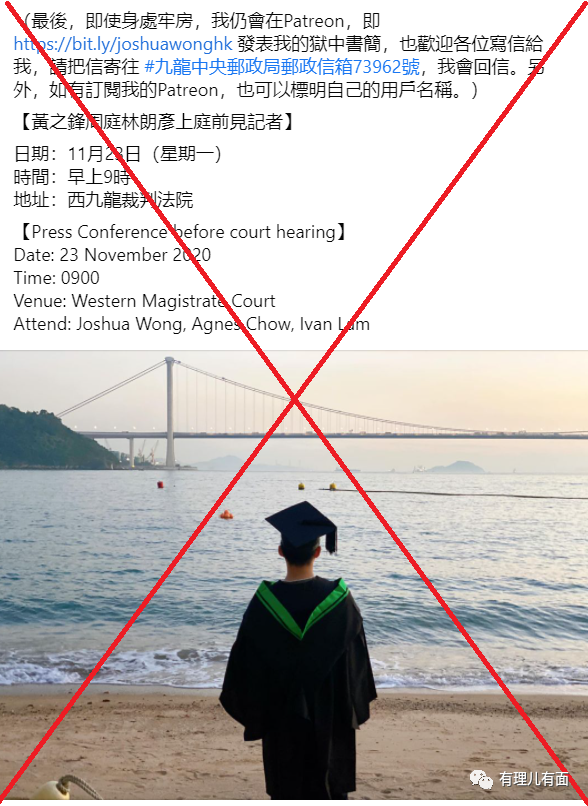 （最後，即使身處牢房，我仍會在Patreon，即
https://bit.ly/joshuawonghk 發表我的獄中書簡，也歡迎各位寫信給
我，請把信寄往 #九龍中央郵政局郵政信箱73962號，我會回信。另
外，如有訂閱我的Patreon，也可以標明自己的用戶名稱。）
【黃之鋒周庭林朗彥上庭前見記者】
日期：11月23日（星期一）
時間：早上9時
地址：西九龍裁判法院
【Press Conference before court hearing】
Date: 23 November 2020
Time: 0900
Venue: Western Magistrate Court
Attend: Joshua Wong, Agnes Chow, Ivan Lam
有理儿有面